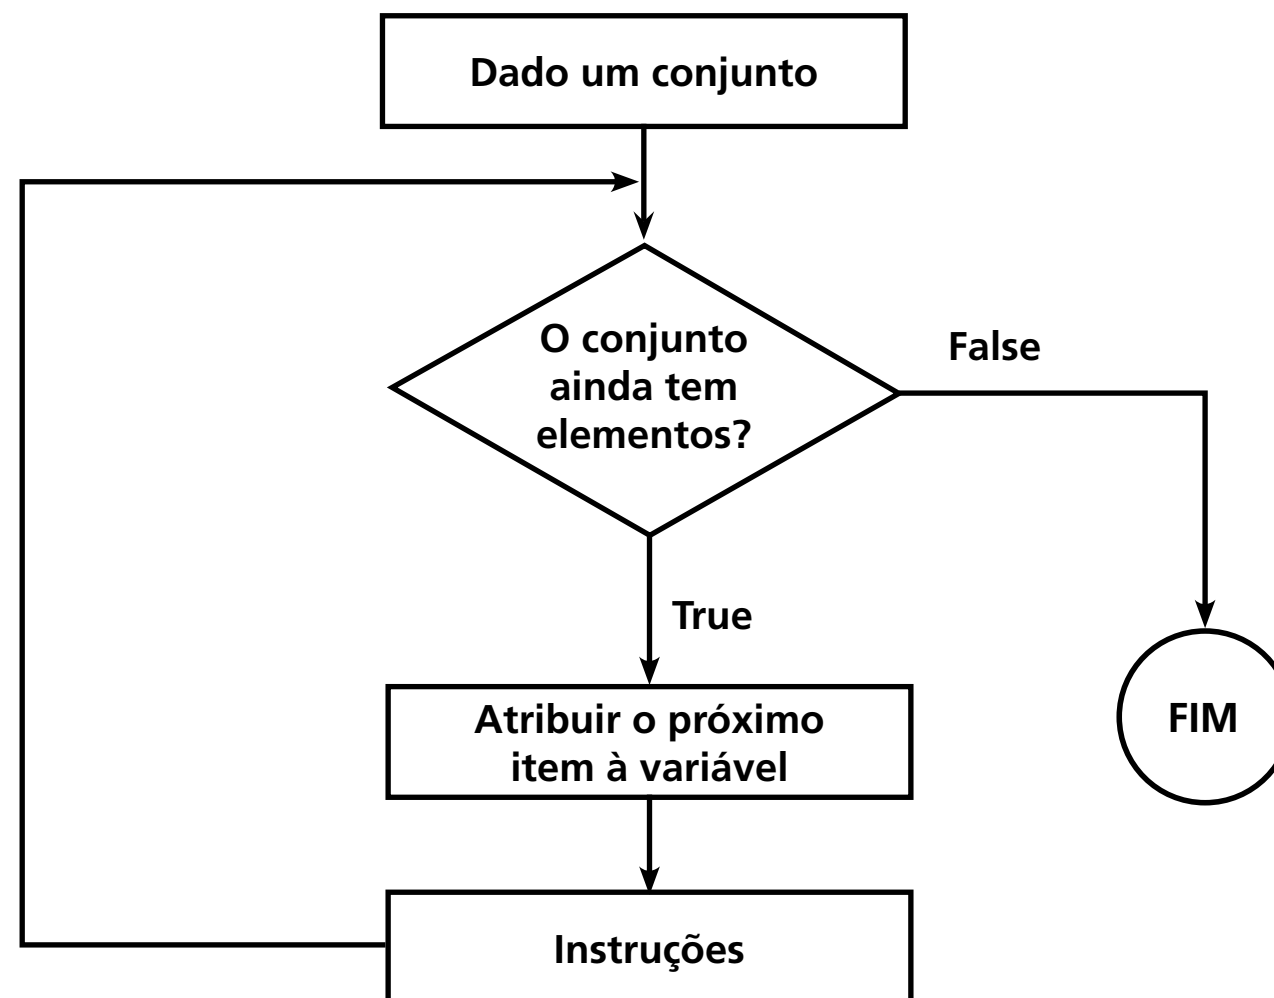 Dado um conjunto
O conjunto
ainda tem
elementos?
False
True
Atribuir o próximo
item à variável
FIM
Instruções